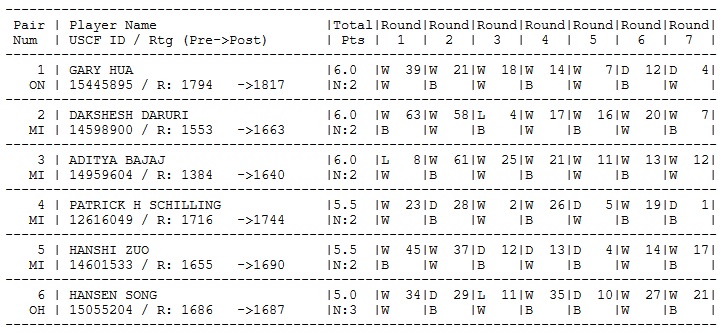 -----------------------------------------------------------------------------------------
 Pair | Player Name                     |Total|Round|Round|Round|Round|Round|Round|Round| 
 Num  | USCF ID / Rtg (Pre->Post)       | Pts |  1  |  2  |  3  |  4  |  5  |  6  |  7  | 
-----------------------------------------------------------------------------------------
    1 | GARY HUA                        |6.0  |W  39|W  21|W  18|W  14|W   7|D  12|D   4|
   ON | 15445895 / R: 1794   ->1817     |N:2  |W    |B    |W    |B    |W    |B    |W    |
-----------------------------------------------------------------------------------------
    2 | DAKSHESH DARURI                 |6.0  |W  63|W  58|L   4|W  17|W  16|W  20|W   7|
   MI | 14598900 / R: 1553   ->1663     |N:2  |B    |W    |B    |W    |B    |W    |B    |
-----------------------------------------------------------------------------------------
    3 | ADITYA BAJAJ                    |6.0  |L   8|W  61|W  25|W  21|W  11|W  13|W  12|
   MI | 14959604 / R: 1384   ->1640     |N:2  |W    |B    |W    |B    |W    |B    |W    |
-----------------------------------------------------------------------------------------
    4 | PATRICK H SCHILLING             |5.5  |W  23|D  28|W   2|W  26|D   5|W  19|D   1|
   MI | 12616049 / R: 1716   ->1744     |N:2  |W    |B    |W    |B    |W    |B    |B    |
-----------------------------------------------------------------------------------------
    5 | HANSHI ZUO                      |5.5  |W  45|W  37|D  12|D  13|D   4|W  14|W  17|
   MI | 14601533 / R: 1655   ->1690     |N:2  |B    |W    |B    |W    |B    |W    |B    |
-----------------------------------------------------------------------------------------
    6 | HANSEN SONG                     |5.0  |W  34|D  29|L  11|W  35|D  10|W  27|W  21|
   OH | 15055204 / R: 1686   ->1687     |N:3  |W    |B    |W    |B    |B    |W    |B    |
-----------------------------------------------------------------------------------------